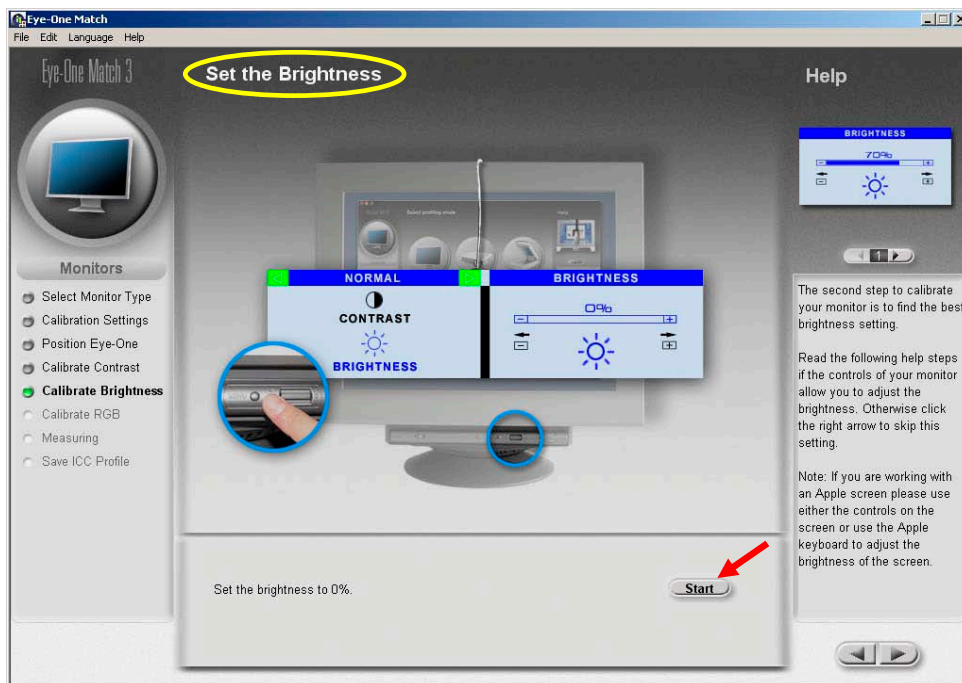 Eye-One Match
File Edit Language Help
Eye-One Match 3
Set the Brightness
Help
Monitors
Select Monitor Type
Calibration Settings
Position Eye-One
Calibrate Contrast
Calibrate Brightness
Calibrate RGB
Measuring
Save ICC Profile
Select profiling mode
Help
NORMAL
CONTRAST
BRIGHTNESS
BRIGHTNESS
0%
Set the brightness to 0%.
Start
BRIGHTNESS
70%
1
The second step to calibrate
your monitor is to find the best
brightness setting.
Read the following help steps
if the controls of your monitor
allow you to adjust the
brightness. Otherwise click
the right arrow to skip this
setting.
Note: If you are working with
an Apple screen please use
either the controls on the
screen or use the Apple
keyboard to adjust the
brightness of the screen.